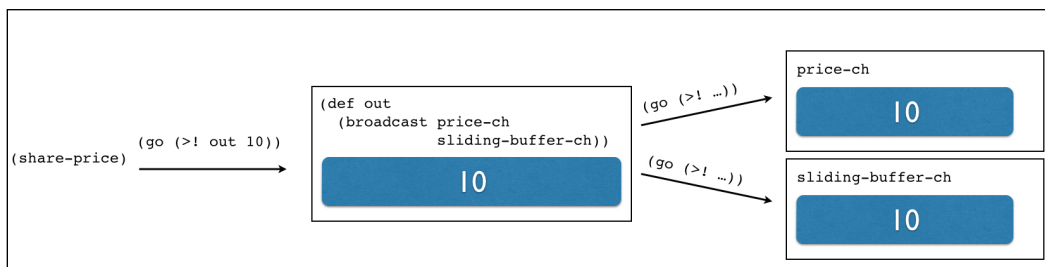 (share-price)
(go (>! out 10))
(def out
(broadcast price-ch
sliding-buffer-ch))
10
(go (>! …))
(go (>! …))
price-ch
10
sliding-buffer-ch
10